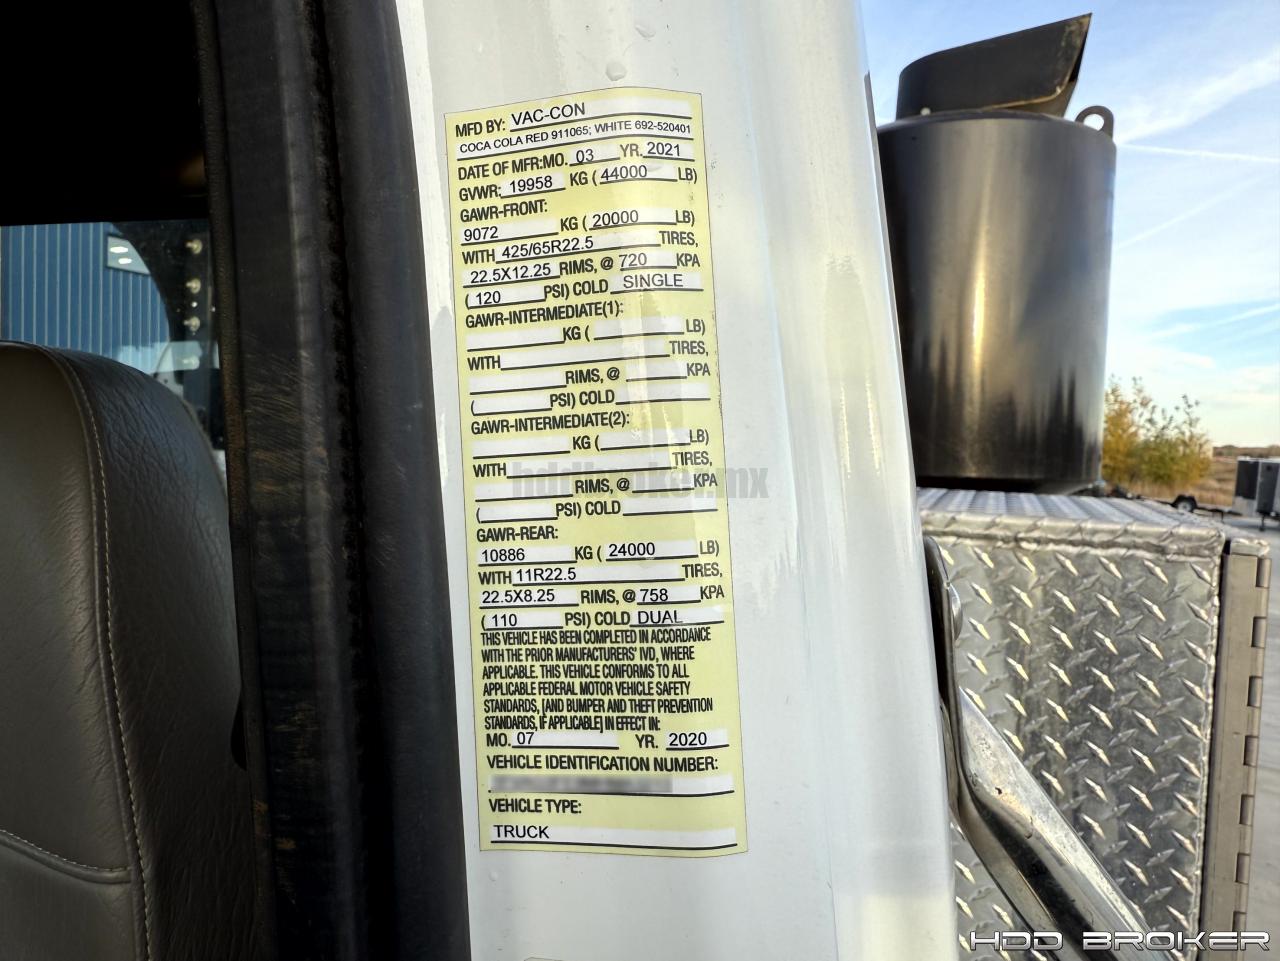 MFD BY: VAC-CON
COCA COLA RED 911065; WHITE 692-520401
DATE OF MFR:MO. 03 YR. 2021
GVWR: 19958 KG ( 44000 LB)
GAWR-FRONT:
9072 KG ( 20000 LB)
WITH 425/65R22.5 TIRES,
22.5X12.25 RIMS, @ 720 KPA
( 120 PSI) COLD SINGLE
GAWR-INTERMEDIATE(1):
KG ( LB)
WITH TIRES,
RIMS, @ KPA
( PSI) COLD
GAWR-INTERMEDIATE(2):
KG ( LB)
WITH TIRES,
hddbroker.mx
RIMS, @ KPA
( PSI) COLD
GAWR-REAR:
10886 KG ( 24000 LB)
WITH 11R22.5 TIRES,
22.5X8.25 RIMS, @ 758 KPA
( 110 PSI) COLD DUAL
THIS VEHICLE HAS BEEN COMPLETED IN ACCORDANCE
WITH THE PRIOR MANUFACTURERS' IVD, WHERE
APPLICABLE. THIS VEHICLE CONFORMS TO ALL
APPLICABLE FEDERAL MOTOR VEHICLE SAFETY
STANDARDS, [AND BUMPER AND THEFT PREVENTION
STANDARDS, IF APPLICABLE] IN EFFECT IN:
MO. 07 YR. 2020
VEHICLE IDENTIFICATION NUMBER:
VEHICLE TYPE:
TRUCK
HDD BROKER